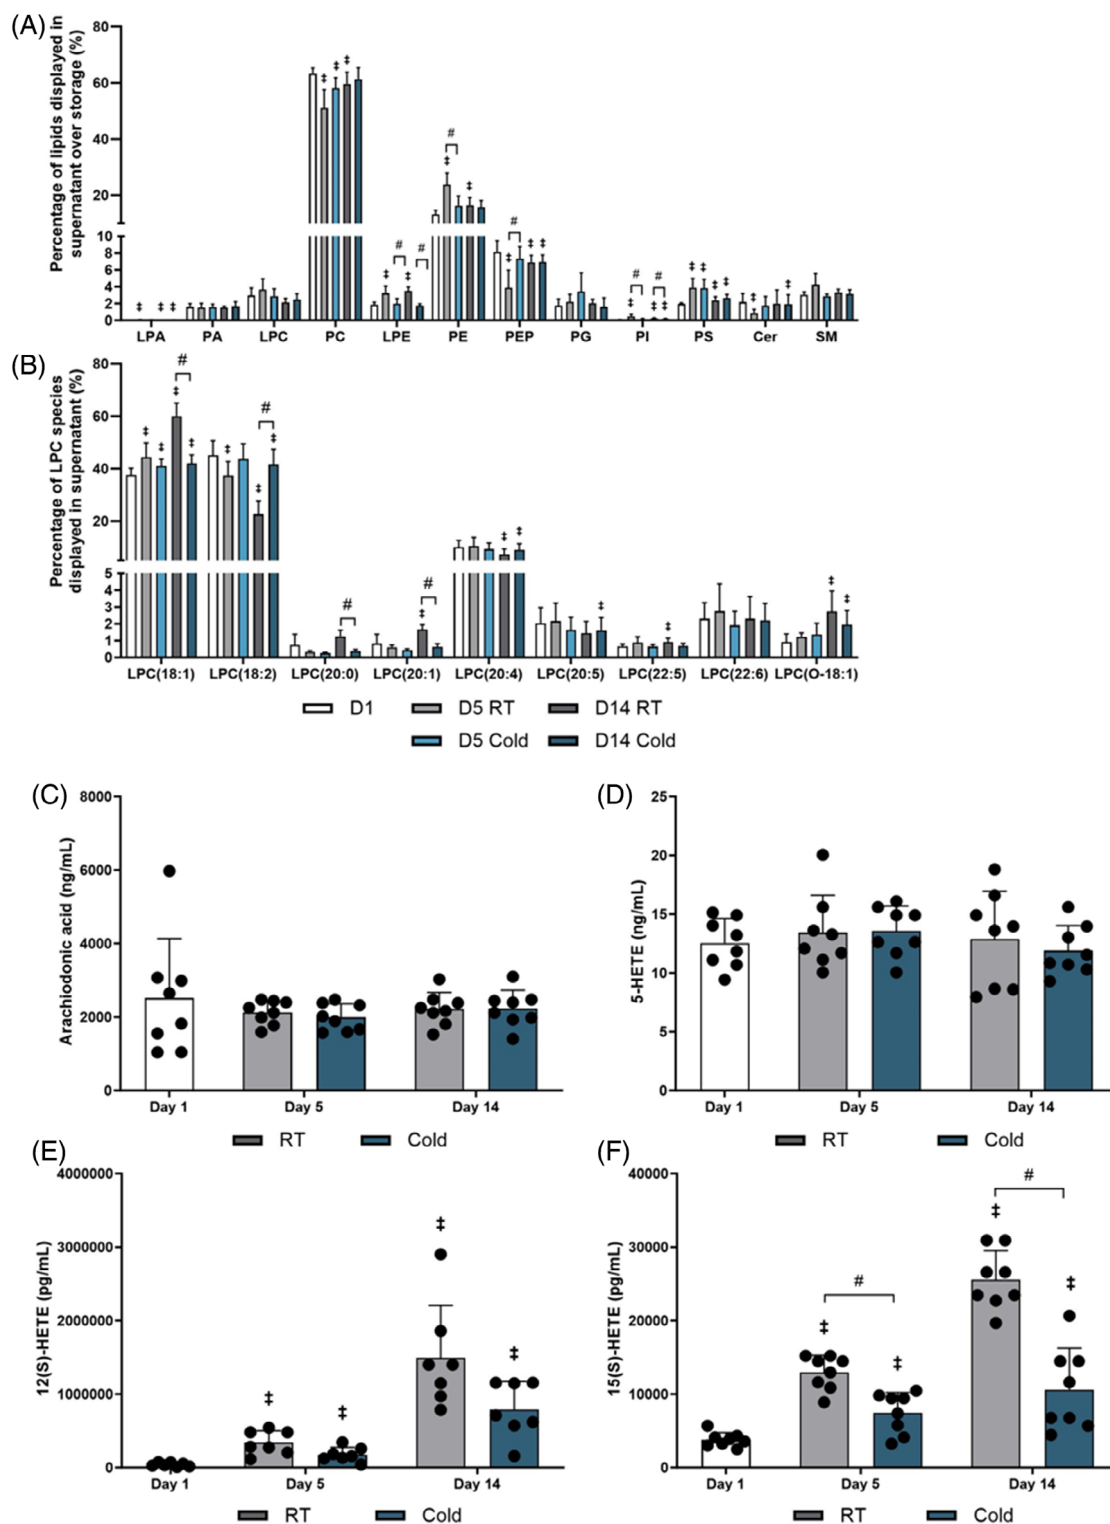 (A)
Percentage of lipids displayed in
supernatant over storage (%)
80
60
40
20
10
8
6
4
2
0
‡ ‡ ‡ ‡ ‡ ‡ ‡ ‡ # # ‡ ‡ # ‡ # ‡ ‡ ‡ # # ‡ ‡ ‡ ‡ ‡ ‡ ‡ ‡
LPA PA LPC PC LPE PE PEP PG PI PS Cer SM
(B)
Percentage of LPC species
displayed in supernatant (%)
80
60
40
20
5
4
3
2
1
0
‡ ‡ ‡ # ‡ ‡ ‡ # ‡ # ‡ # ‡ ‡ ‡ ‡ ‡ ‡
LPC(18:1) LPC(18:2) LPC(20:0) LPC(20:1) LPC(20:4) LPC(20:5) LPC(22:5) LPC(22:6) LPC(O-18:1)
D1 D5 RT D14 RT
D5 Cold D14 Cold
(C)
Arachiodonic acid (ng/mL)
8000
6000
4000
2000
0
Day 1 Day 5 Day 14
RT Cold
(D)
5-HETE (ng/mL)
25
20
15
10
5
0
Day 1 Day 5 Day 14
RT Cold
(E)
12(S)-HETE (pg/mL)
4000000
3000000
2000000
1000000
0
‡ ‡ ‡ ‡
Day 1 Day 5 Day 14
RT Cold
(F)
15(S)-HETE (pg/mL)
40000
30000
20000
10000
0
# #
‡ ‡ ‡ ‡
Day 1 Day 5 Day 14
RT Cold